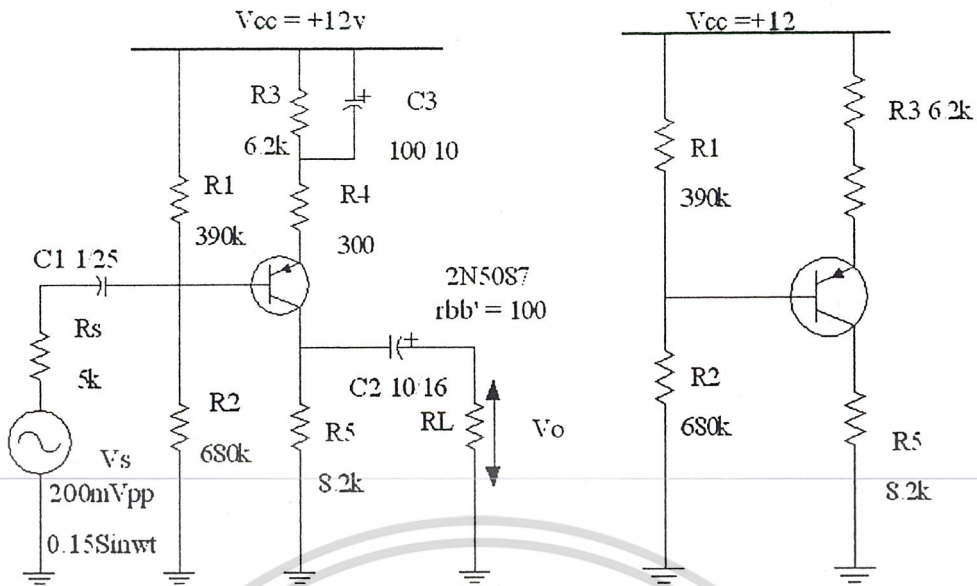 Vcc = +12v
R3
6.2k
C3
100/10
R1
390k
R4
300
C1 1/25
2N5087
rbb' = 100
Rs
5k
C2 10/16
R2
680k
R5
8.2k
RL
Vo
Vs
200mVpp
0.15Sinwt
Vcc =+12
R3 6.2k
R1
390k
R2
680k
R5
8.2k